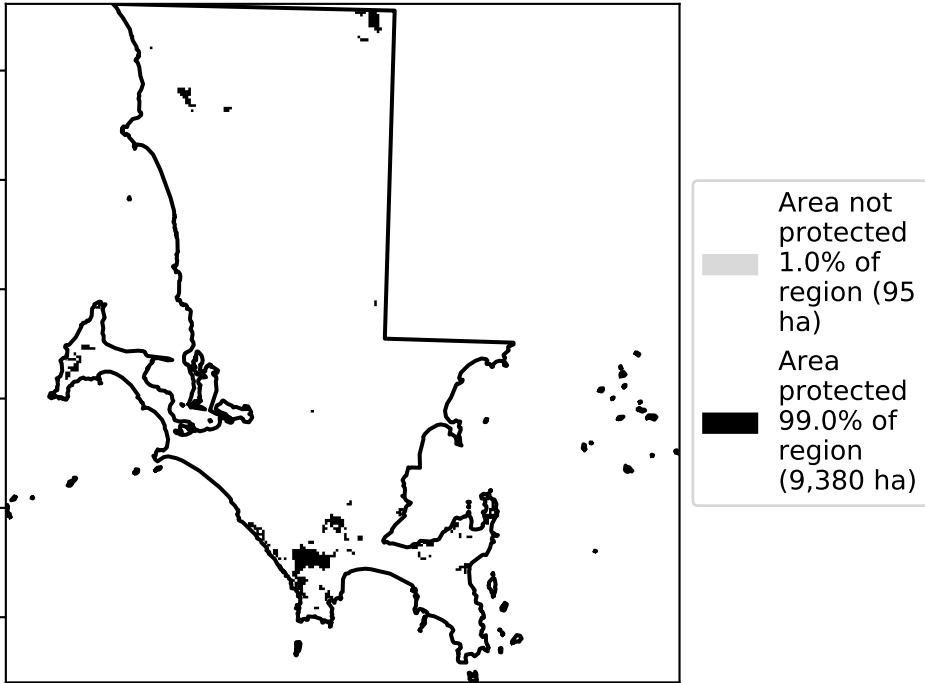 Area not
protected
1.0% of
region (95
ha)
Area
protected
99.0% of
region
(9,380 ha)